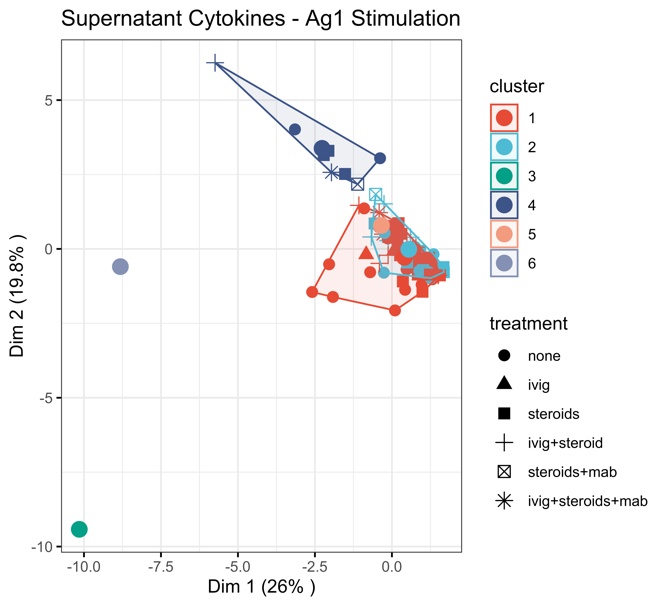 Supernatant Cytokines - Ag1 Stimulation
5
0
-5
-10
-10.0 -7.5 -5.0 -2.5 0.0
Dim 1 (26% )
Dim 2 (19.8% )
cluster
1
2
3
4
5
6
treatment
none
ivig
steroids
ivig+steroid
steroids+mab
ivig+steroids+mab